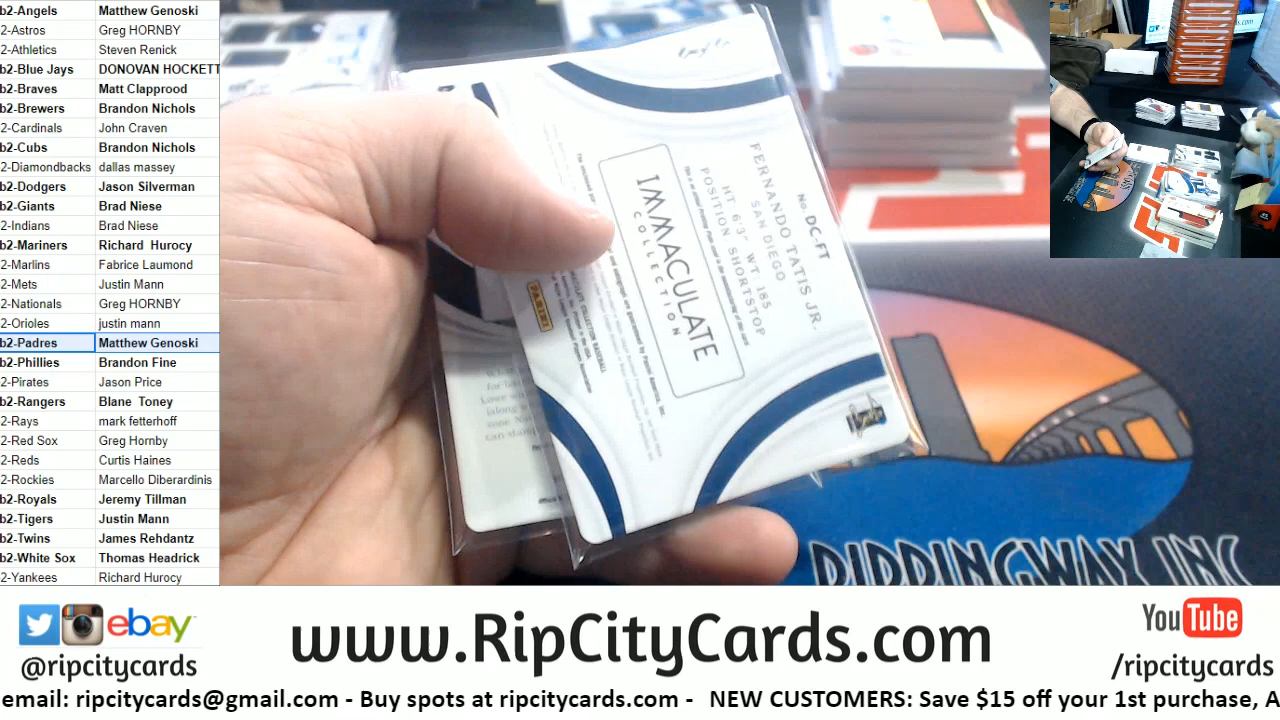 b2-Angels Matthew Genoski
2-Astros Greg HORNBY
2-Athletics Steven Renick
b2-Blue Jays DONOVAN HOCKETT
b2-Braves Matt Clapprood
b2-Brewers Brandon Nichols
2-Cardinals John Craven
b2-Cubs Brandon Nichols
2-Diamondbacks dallas massey
b2-Dodgers Jason Silverman
b2-Giants Brad Niese
2-Indians Brad Niese
b2-Mariners Richard Hurocy
2-Marlins Fabrice Laumond
2-Mets Justin Mann
2-Nationals Greg HORNBY
2-Orioles justin mann
b2-Padres Matthew Genoski
b2-Phillies Brandon Fine
2-Pirates Jason Price
b2-Rangers Blane Toney
2-Rays mark fetterhoff
2-Red Sox Greg Hornby
2-Reds Curtis Haines
2-Rockies Marcello Diberardinis
b2-Royals Jeremy Tillman
b2-Tigers Justin Mann
b2-Twins James Rehdantz
b2-White Sox Thomas Headrick
2-Yankees Richard Hurocy
No. DC-FT
FERNANDO TATIS JR.
SAN DIEGO
HT 6'3" WT: 185
POSITION SHORTSTOP
IMMACULATE
COLLECTION
PANINI
RIPPINGWAX INC
ebay
@ripcitycards
www.RipCityCards.com
YouTube
/ripcitycards
email: ripcitycards@gmail.com - Buy spots at ripcitycards.com - NEW CUSTOMERS: Save $15 off your 1st purchase, A